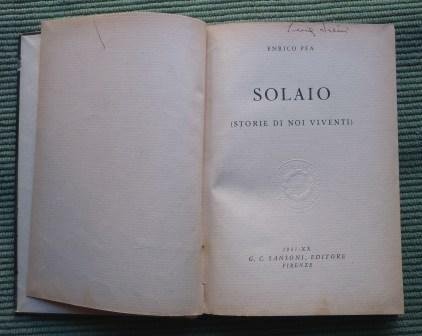 ENRICO PEA
SOLAIO
(STORIE DI NOI VIVENTI)
1941-XX
G. C. SANSONI, EDITORE
FIRENZE